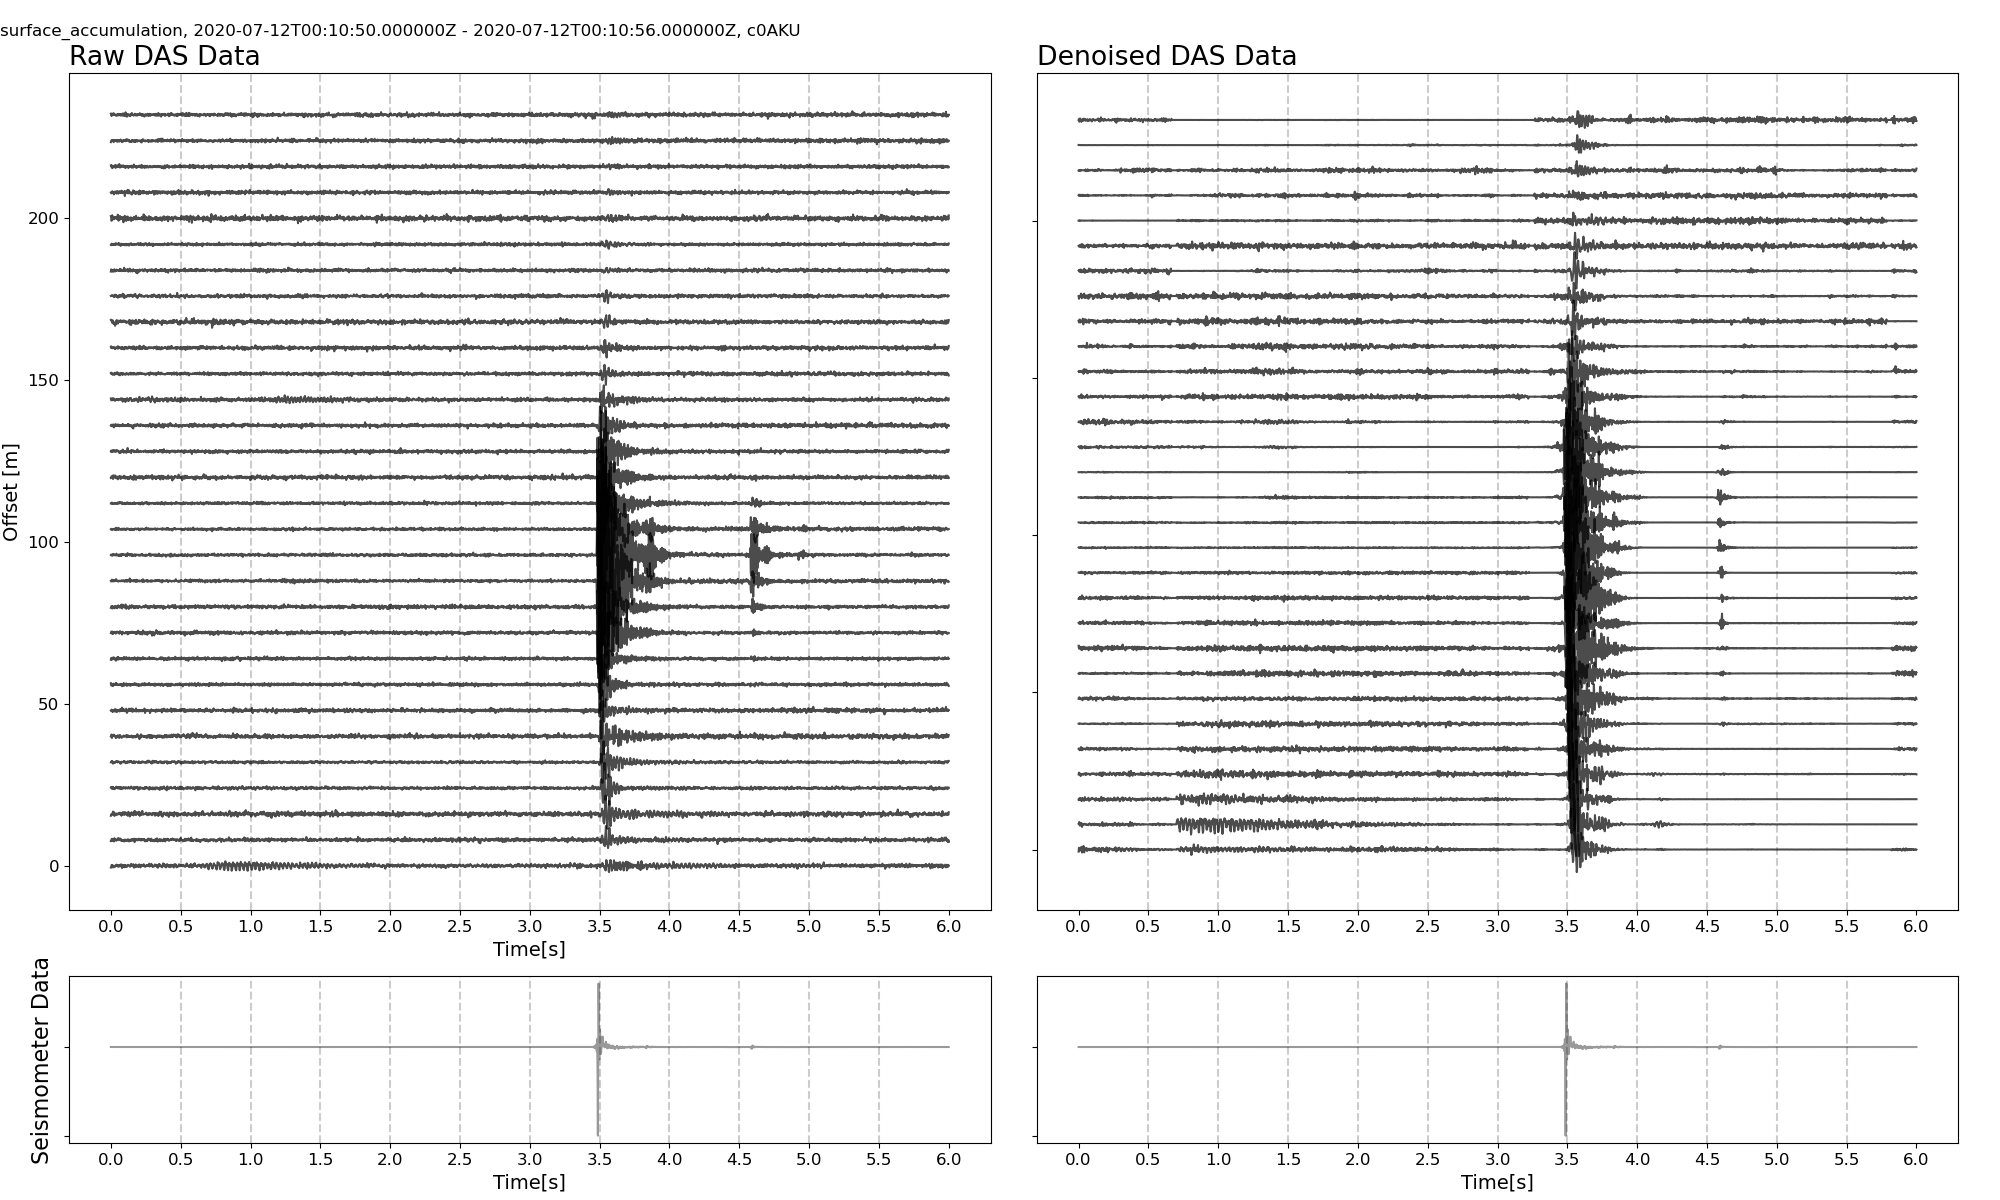 surface_accumulation, 2020-07-12T00:10:50.000000Z - 2020-07-12T00:10:56.000000Z, c0AKU
Raw DAS Data
Denoised DAS Data
Offset [m]
200
150
100
50
0
0.0 0.5 1.0 1.5 2.0 2.5 3.0 3.5 4.0 4.5 5.0 5.5 6.0
Time[s]
0.0 0.5 1.0 1.5 2.0 2.5 3.0 3.5 4.0 4.5 5.0 5.5 6.0
Seismometer Data
0.0 0.5 1.0 1.5 2.0 2.5 3.0 3.5 4.0 4.5 5.0 5.5 6.0
Time[s]
0.0 0.5 1.0 1.5 2.0 2.5 3.0 3.5 4.0 4.5 5.0 5.5 6.0
Time[s]